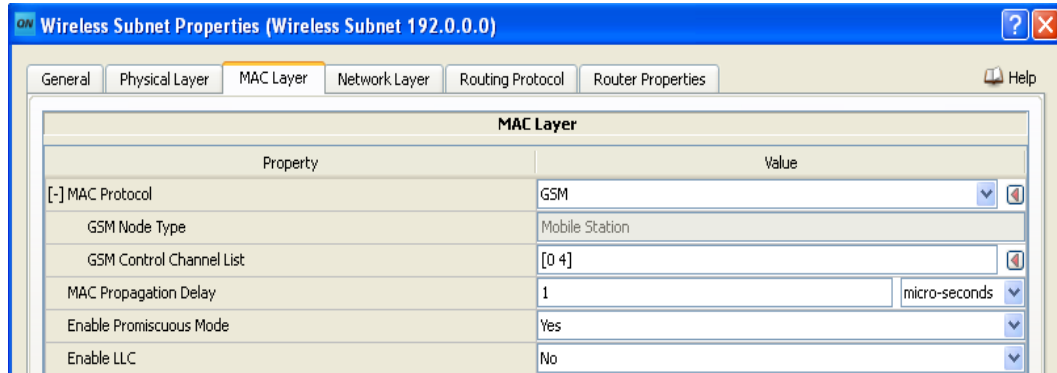 QN Wireless Subnet Properties (Wireless Subnet 192.0.0.0) ? X
General Physical Layer MAC Layer Network Layer Routing Protocol Router Properties Help
MAC Layer
Property Value
[-] MAC Protocol GSM
GSM Node Type Mobile Station
GSM Control Channel List [0 4]
MAC Propagation Delay 1 micro-seconds
Enable Promiscuous Mode Yes
Enable LLC No